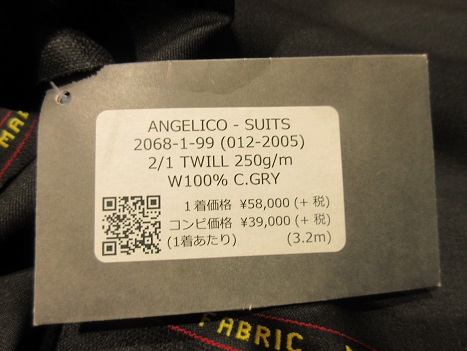 ANGELICO - SUITS
2068-1-99 (012-2005)
2/1 TWILL 250g/m
W100% C.GRY
1着価格 ¥58,000 (+ 税)
コンビ価格 ¥39,000 (+ 税)
(1着あたり) (3.2m)
MAD
FABRIC